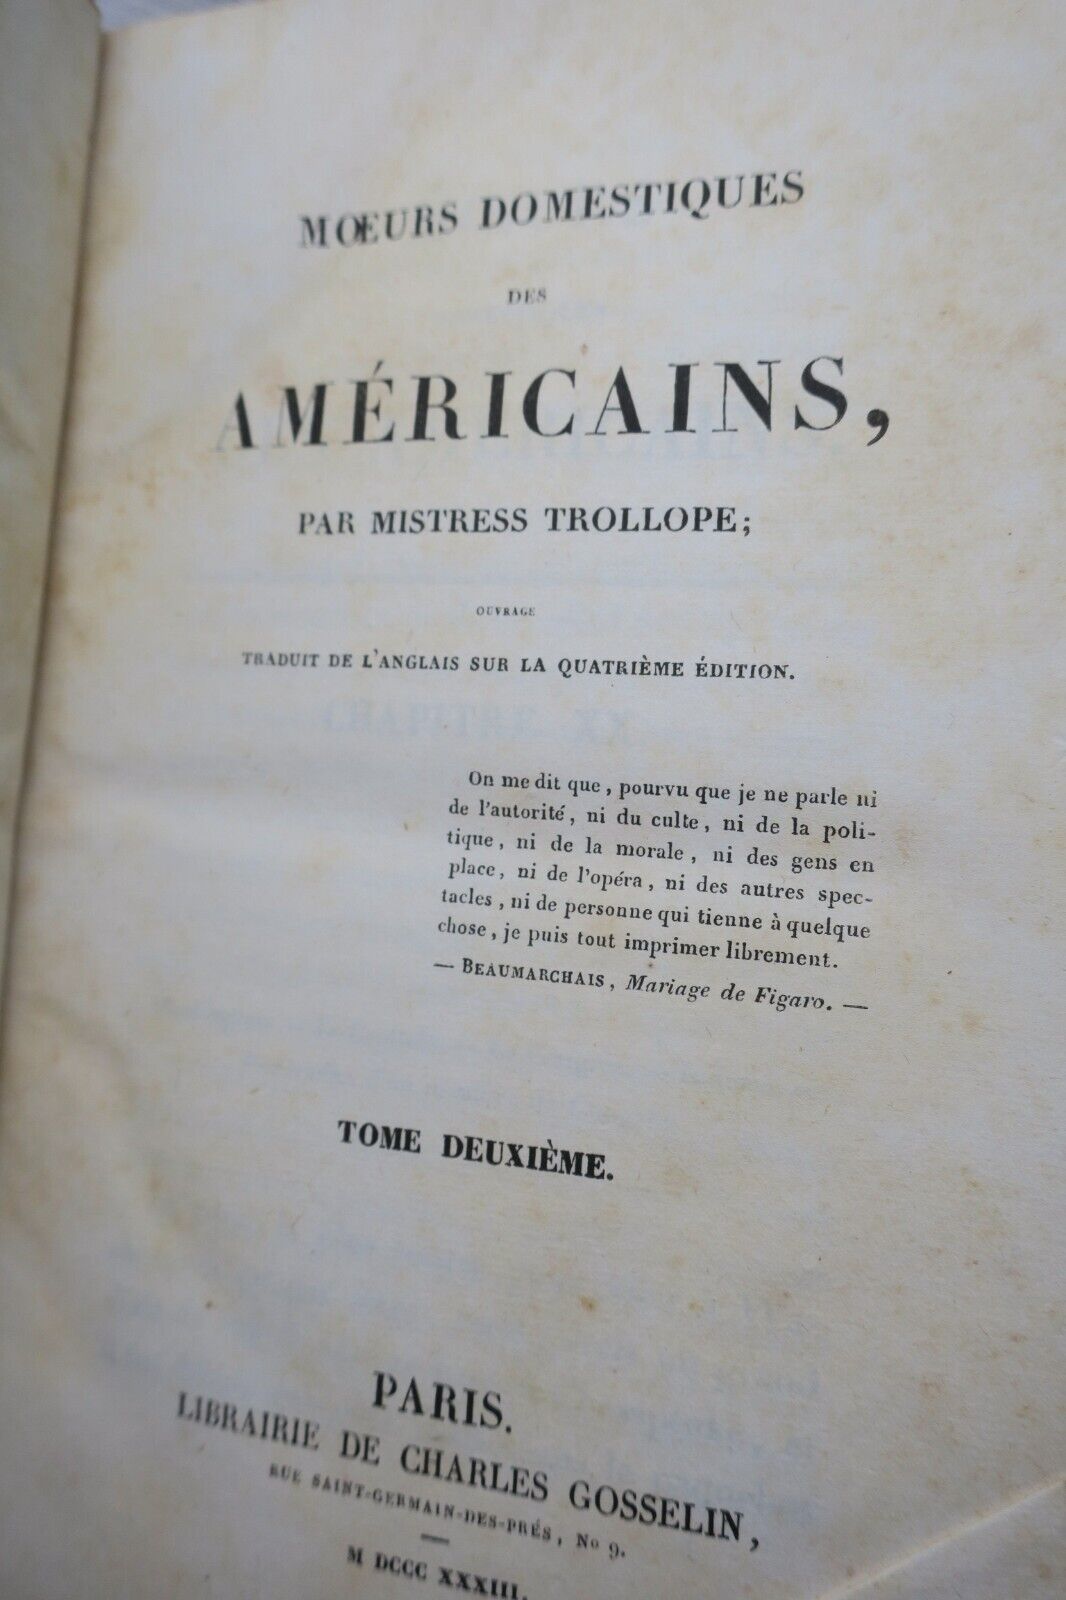 MŒURS DOMESTIQUES
DES
AMÉRICAINS,
PAR MISTRESS TROLLOPE;
OUVRAGE
TRADUIT DE L'ANGLAIS SUR LA QUATRIÈME ÉDITION.
CHAPITRE XX
On me dit que, pourvu que je ne parle ni
de l'autorité, ni du culte, ni de la poli-
tique, ni de la morale, ni des gens en
place, ni de l'opéra, ni des autres spec-
tacles, ni de personne qui tienne à quelque
chose, je puis tout imprimer librement.
— BEAUMARCHAIS, Mariage de Figaro. —
TOME DEUXIÈME.
PARIS.
LIBRAIRIE DE CHARLES GOSSELIN,
RUE SAINT-GERMAIN-DES-PRÉS, No 9.
M DCCC XXXIII.